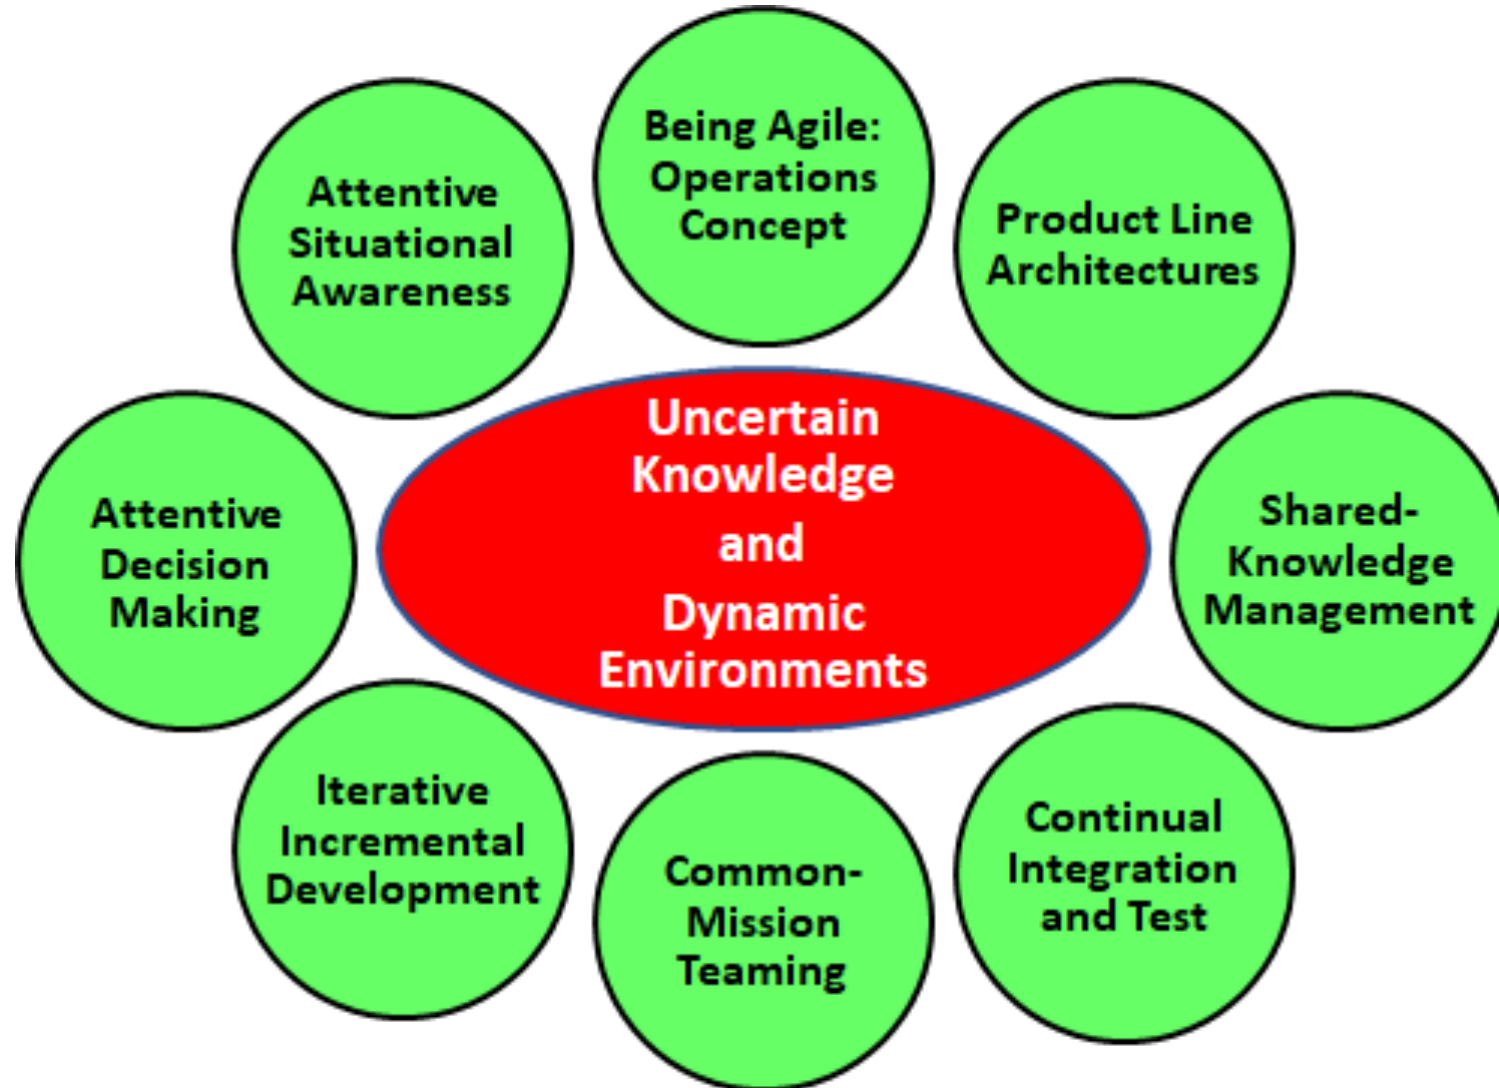 Being Agile:
Operations
Concept
Attentive
Situational
Awareness
Product Line
Architectures
Uncertain
Knowledge
and
Dynamic
Environments
Attentive
Decision
Making
Shared-
Knowledge
Management
Iterative
Incremental
Development
Common-
Mission
Teaming
Continual
Integration
and Test